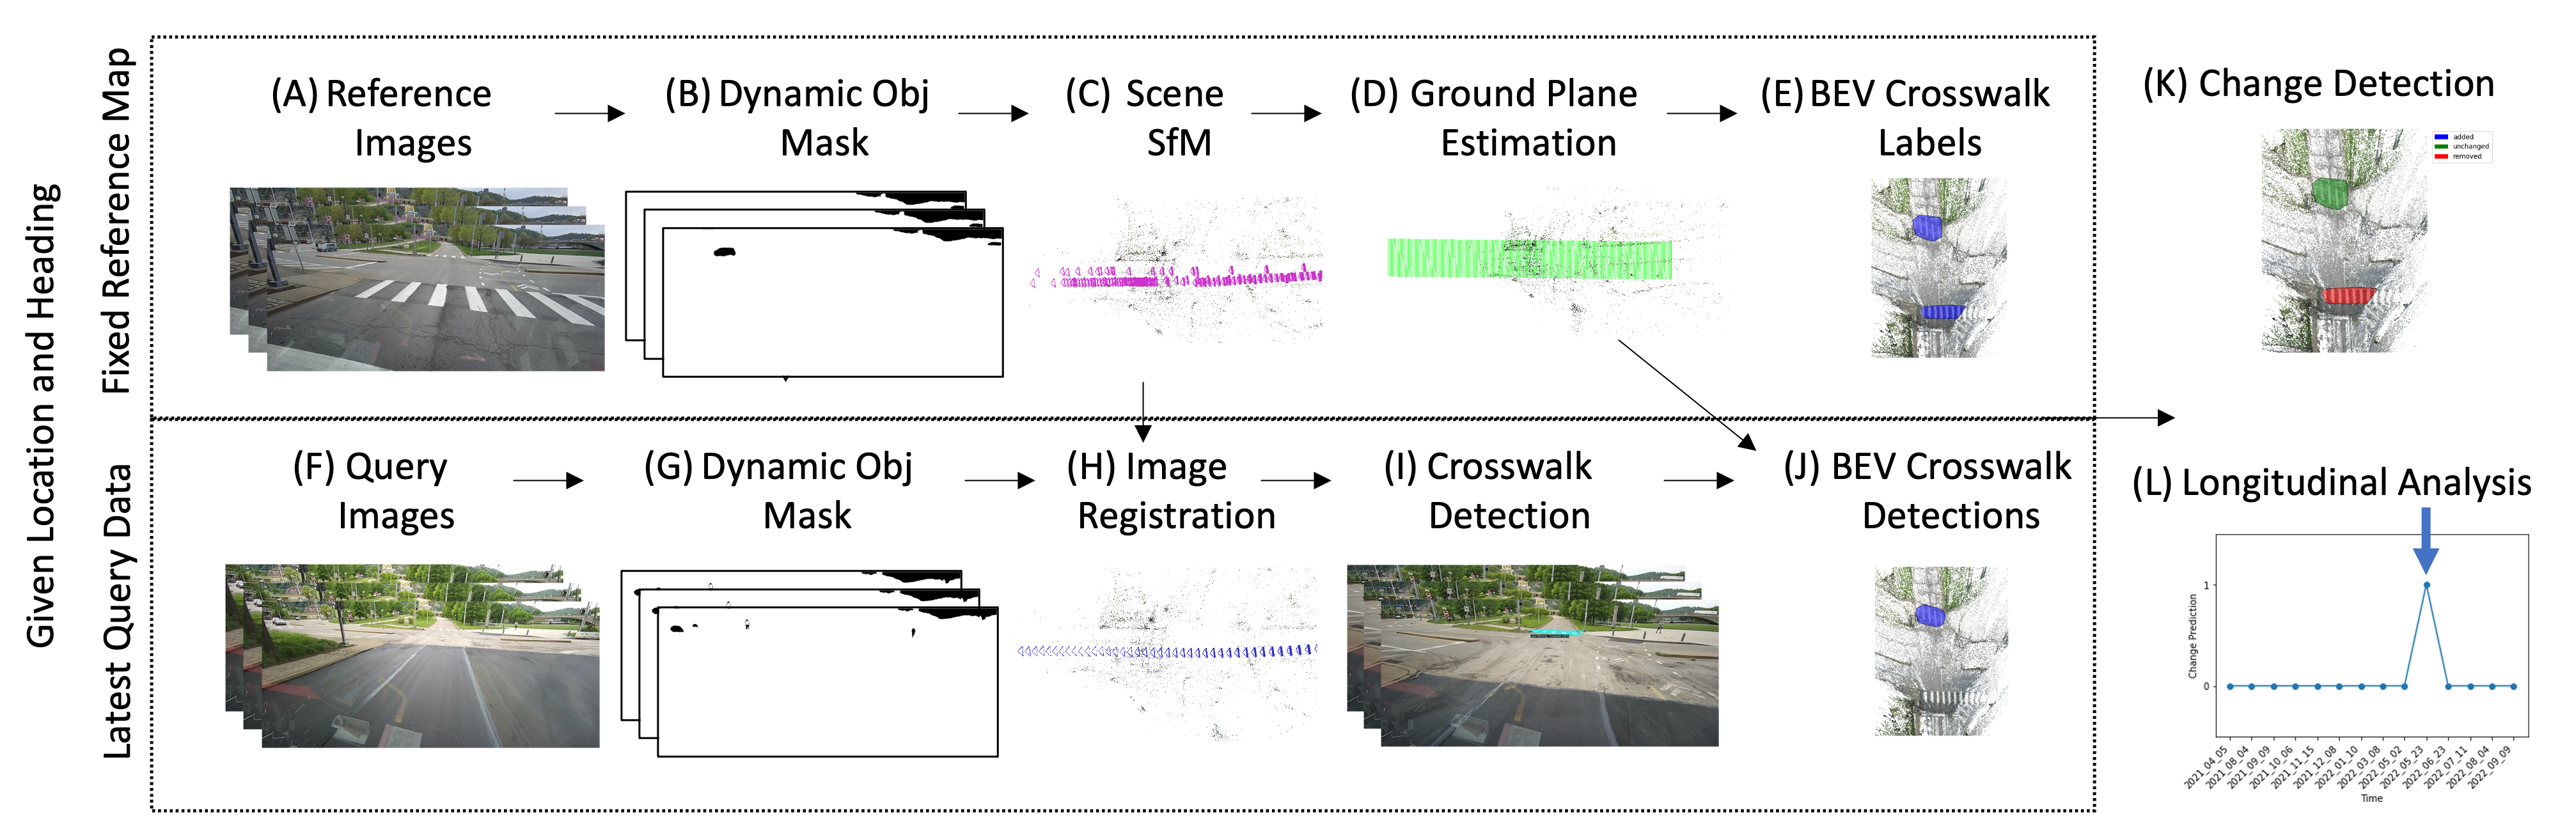 Given Location and Heading
Fixed Reference Map
(A) Reference
Images
(B) Dynamic Obj
Mask
(C) Scene
SfM
(D) Ground Plane
Estimation
(E) BEV Crosswalk
Labels
(K) Change Detection
added
unchanged
removed
Latest Query Data
(F) Query
Images
(G) Dynamic Obj
Mask
(H) Image
Registration
(I) Crosswalk
Detection
(J) BEV Crosswalk
Detections
(L) Longitudinal Analysis
Change Prediction
1
0
2021_04_05
2021_08_04
2021_09_09
2021_10_06
2021_11_15
2021_12_08
2022_01_10
2022_03_08
2022_05_02
2022_05_23
2022_06_23
2022_07_11
2022_08_04
2022_09_09
Time